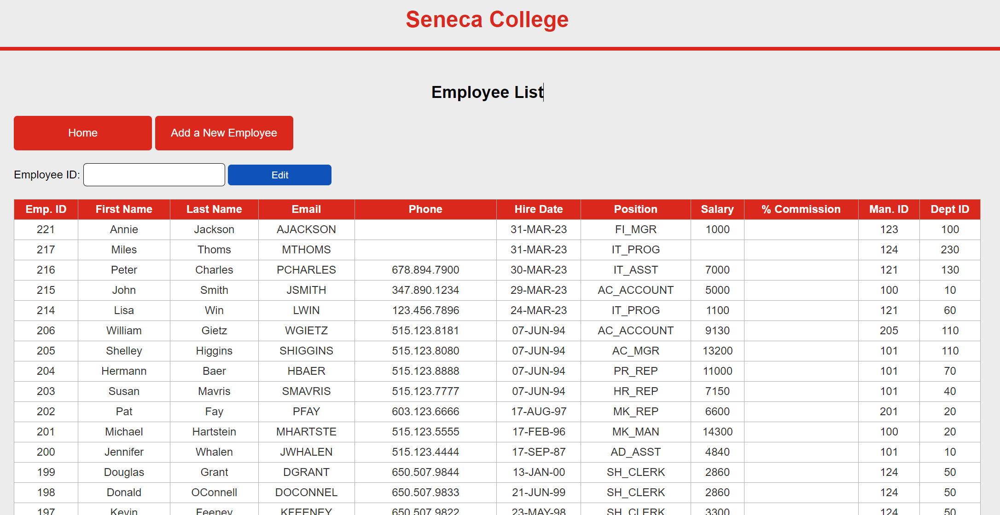 Seneca College
Employee List
Home Add a New Employee
Employee ID: Edit
Emp. ID First Name Last Name Email Phone Hire Date Position Salary % Commission Man. ID Dept ID
221 Annie Jackson AJACKSON 31-MAR-23 FI_MGR 1000 123 100
217 Miles Thoms MTHOMS 31-MAR-23 IT_PROG 124 230
216 Peter Charles PCHARLES 678.894.7900 30-MAR-23 IT_ASST 7000 121 130
215 John Smith JSMITH 347.890.1234 29-MAR-23 AC_ACCOUNT 5000 100 10
214 Lisa Win LWIN 123.456.7896 24-MAR-23 IT_PROG 1100 121 60
206 William Gietz WGIETZ 515.123.8181 07-JUN-94 AC_ACCOUNT 9130 205 110
205 Shelley Higgins SHIGGINS 515.123.8080 07-JUN-94 AC_MGR 13200 101 110
204 Hermann Baer HBAER 515.123.8888 07-JUN-94 PR_REP 11000 101 70
203 Susan Mavris SMAVRIS 515.123.7777 07-JUN-94 HR_REP 7150 101 40
202 Pat Fay PFAY 603.123.6666 17-AUG-97 MK_REP 6600 201 20
201 Michael Hartstein MHARTSTE 515.123.5555 17-FEB-96 MK_MAN 14300 100 20
200 Jennifer Whalen JWHALEN 515.123.4444 17-SEP-87 AD_ASST 4840 101 10
199 Douglas Grant DGRANT 650.507.9844 13-JAN-00 SH_CLERK 2860 124 50
198 Donald OConnell DOCONNEL 650.507.9833 21-JUN-99 SH_CLERK 2860 124 50
197 Kevin Feeney KFEENEY 650.507.9822 23-MAY-98 SH_CLERK 3300 124 50